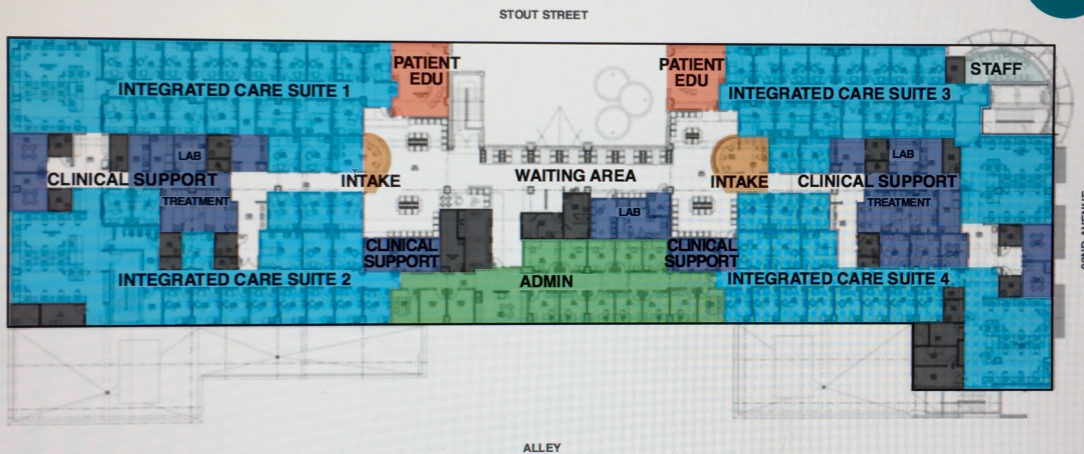 STOUT STREET
PATIENT
EDU
PATIENT
EDU
STAFF
INTEGRATED CARE SUITE 1
INTEGRATED CARE SUITE 3
LAB
LAB
CLINICAL SUPPORT
INTAKE
WAITING AREA
INTAKE
CLINICAL SUPPORT
TREATMENT
TREATMENT
LAB
CLINICAL
SUPPORT
CLINICAL
SUPPORT
INTEGRATED CARE SUITE 2
ADMIN
INTEGRATED CARE SUITE 4
ALLEY